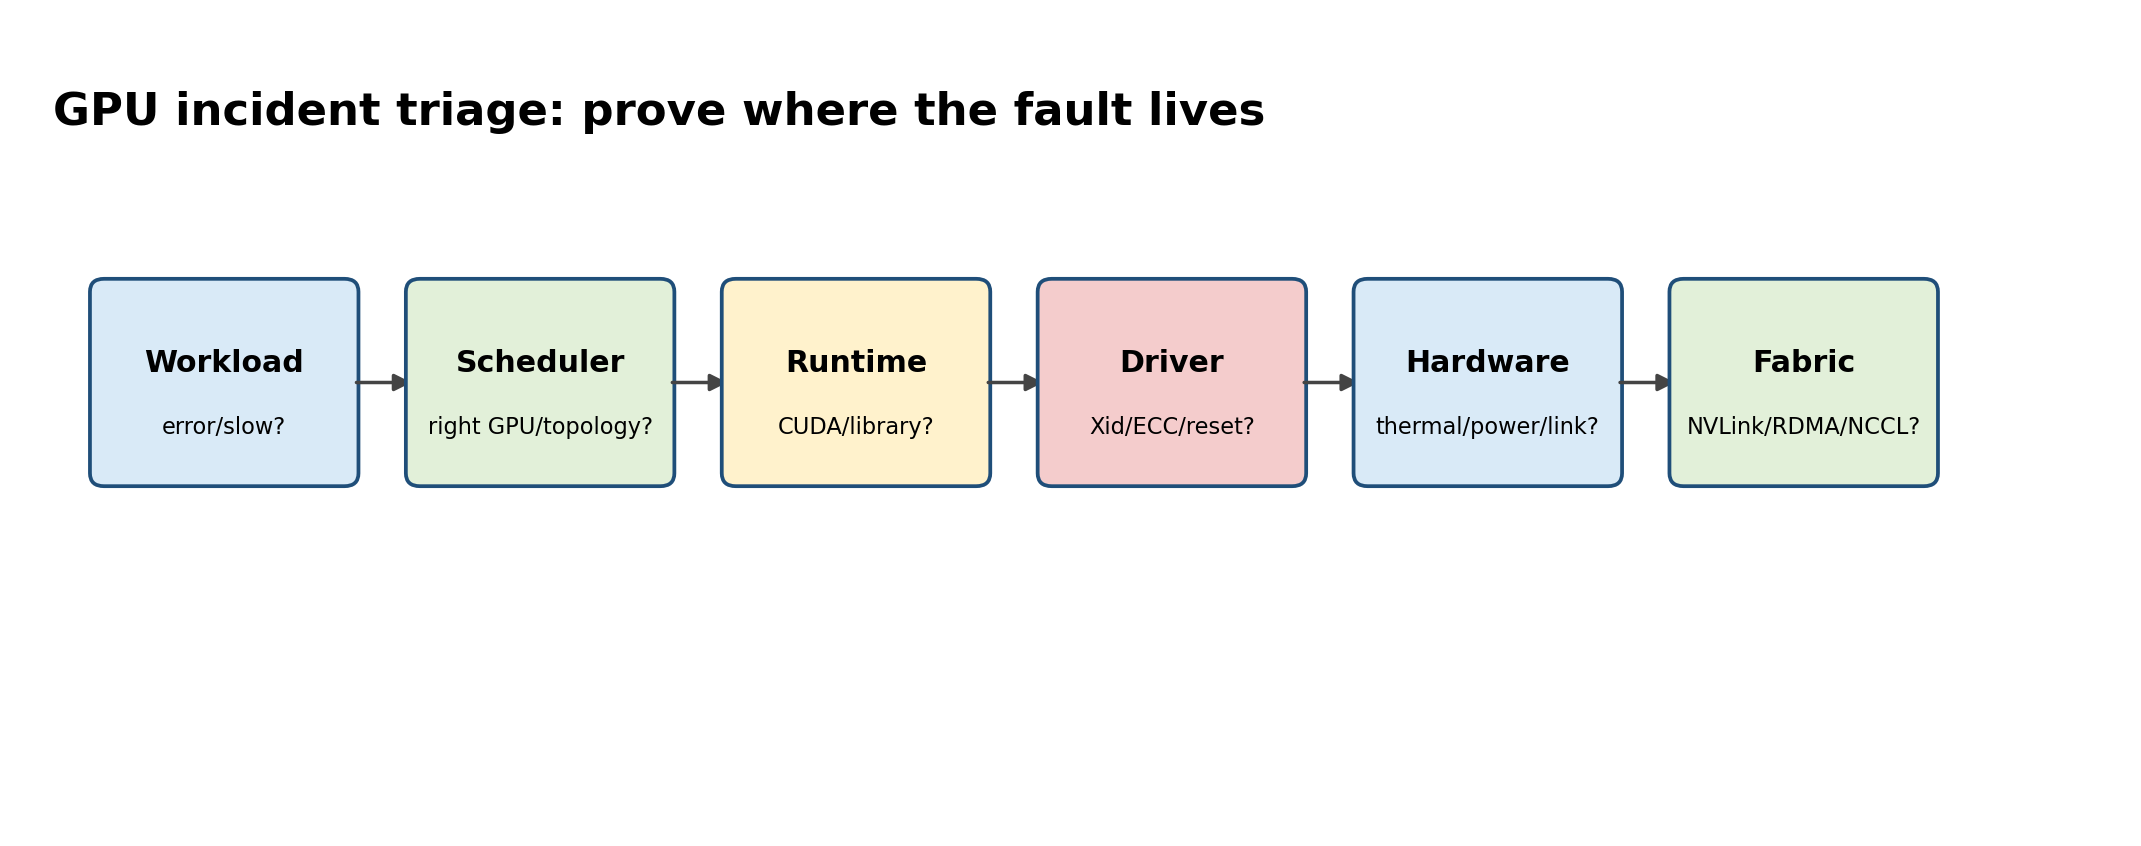 GPU incident triage: prove where the fault lives
Workload
error/slow?
Scheduler
right GPU/topology?
Runtime
CUDA/library?
Driver
Xid/ECC/reset?
Hardware
thermal/power/link?
Fabric
NVLink/RDMA/NCCL?